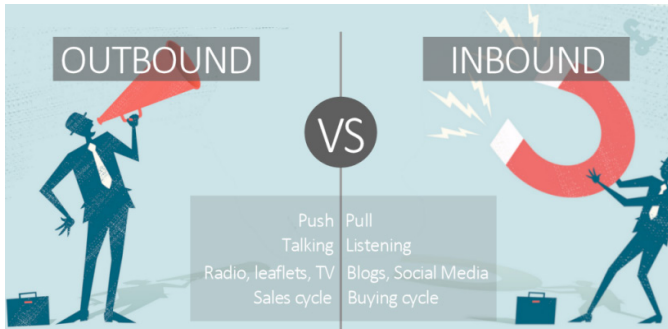 OUTBOUND
INBOUND
VS
Push Pull
Talking Listening
Radio, leaflets, TV Blogs, Social Media
Sales cycle Buying cycle